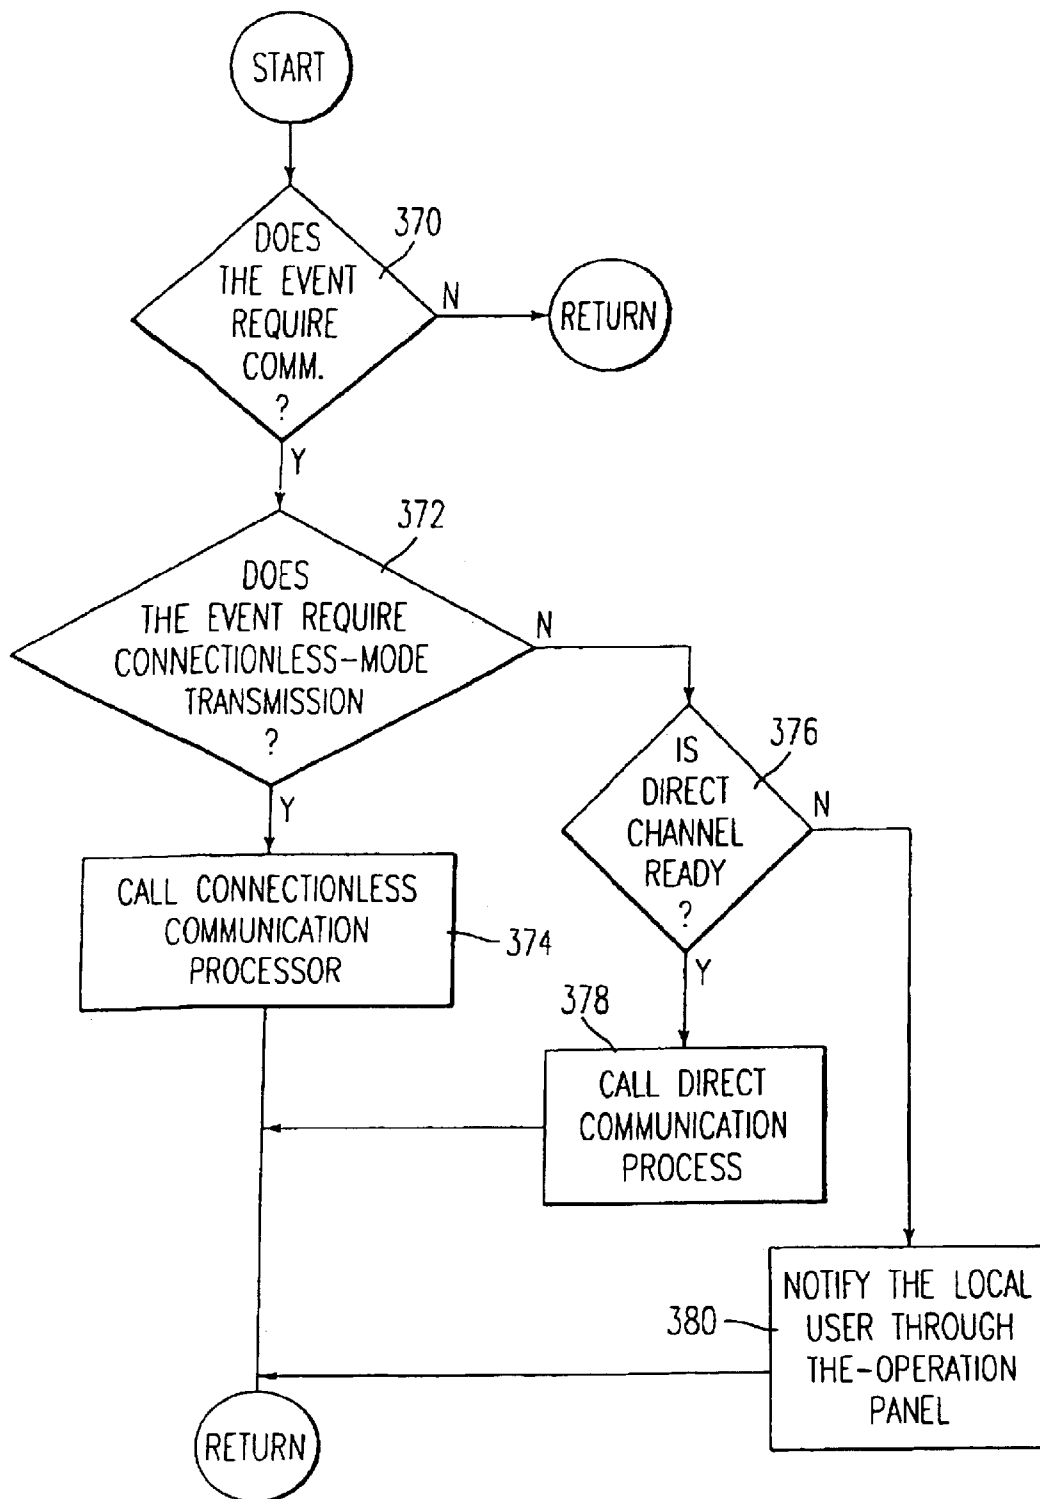 START
370
DOES
THE EVENT
REQUIRE
COMM.
?
N
RETURN
Y
372
DOES
THE EVENT REQUIRE
CONNECTIONLESS-MODE
TRANSMISSION
?
N
Y
376
IS
DIRECT
CHANNEL
READY
?
N
Y
CALL CONNECTIONLESS
COMMUNICATION
PROCESSOR
374
378
CALL DIRECT
COMMUNICATION
PROCESS
380
NOTIFY THE LOCAL
USER THROUGH
THE-OPERATION
PANEL
RETURN